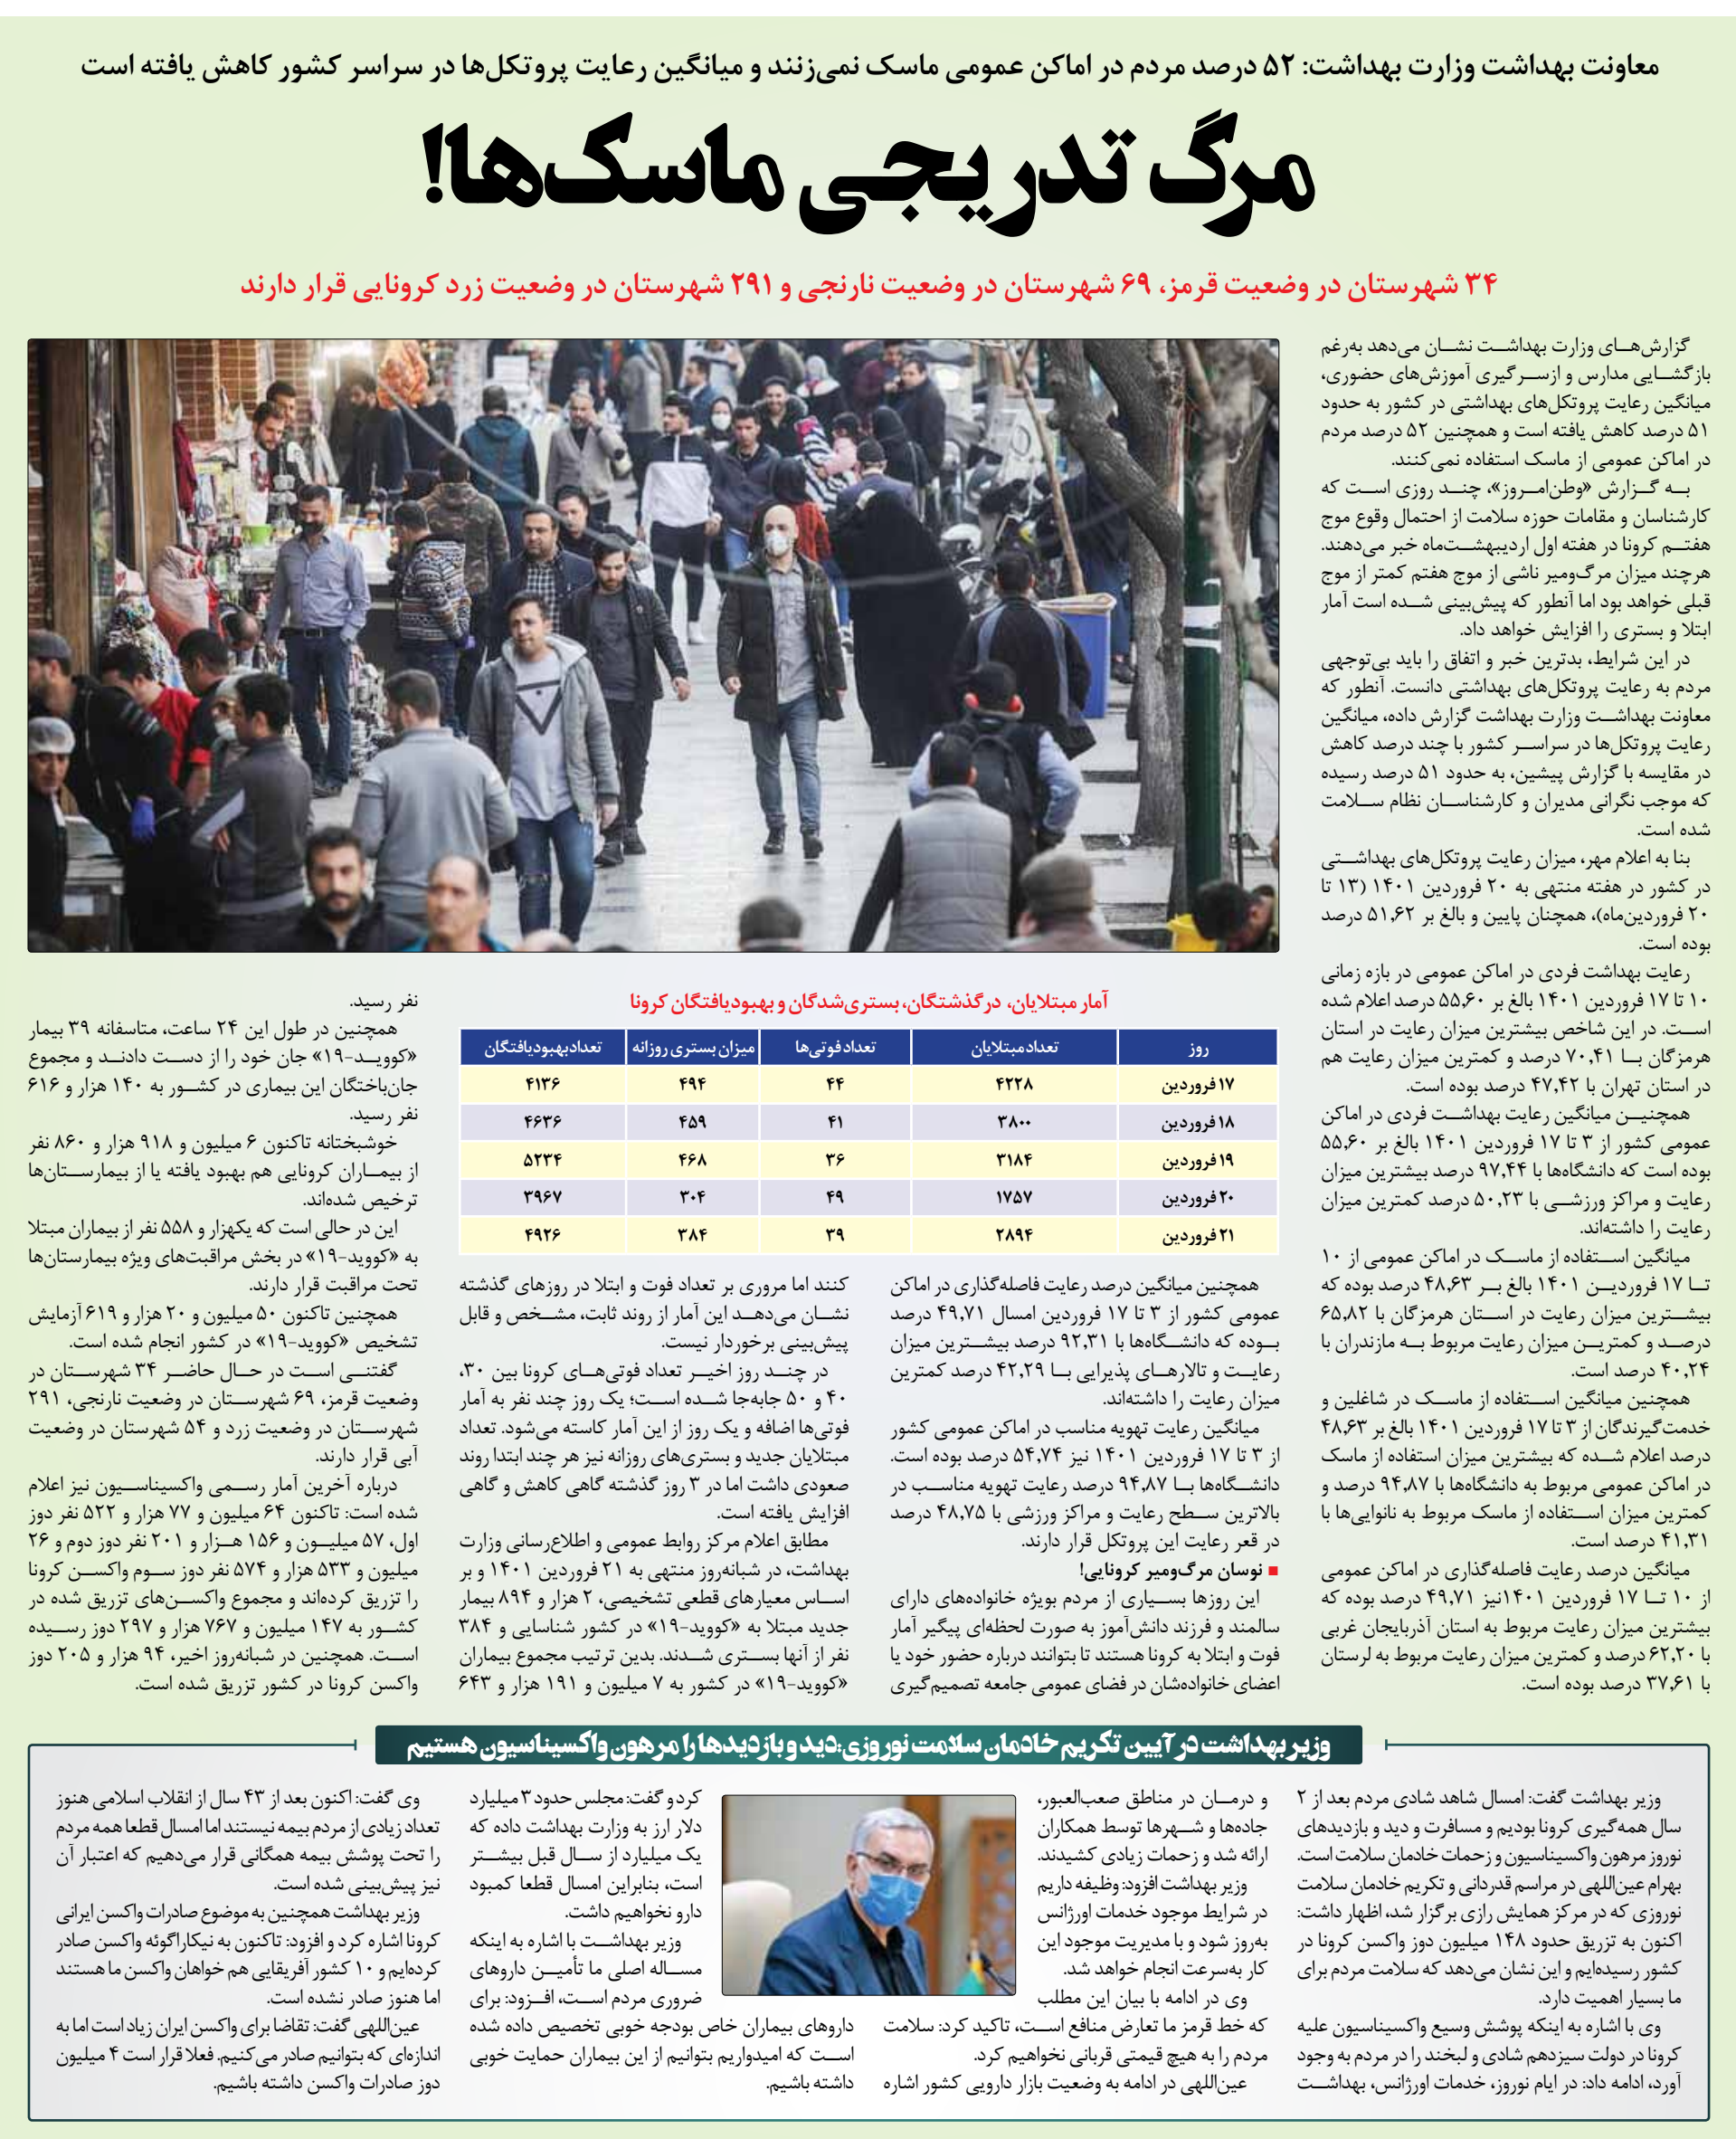 معاونت بهداشت وزارت بهداشت: ۵۲ درصد مردم در اماکن عمومی ماسک نمی‌زنند و میانگین رعایت پروتکل‌ها در سراسر کشور کاهش یافته است
مرگ تدریجی ماسک‌ها!
۳۴ شهرستان در وضعیت قرمز، ۶۹ شهرستان در وضعیت نارنجی و ۲۹۱ شهرستان در وضعیت زرد کرونایی قرار دارند
گزارش‌های وزارت بهداشت نشان می‌دهد به‌رغم
بازگشایی مدارس و ازسرگیری آموزش‌های حضوری،
میانگین رعایت پروتکل‌های بهداشتی در کشور به حدود
۵۱ درصد کاهش یافته است و همچنین ۵۲ درصد مردم
در اماکن عمومی از ماسک استفاده نمی‌کنند.
به گزارش «وطن‌امروز»، چند روزی است که
کارشناسان و مقامات حوزه سلامت از احتمال وقوع موج
هفتم کرونا در هفته اول اردیبهشت‌ماه خبر می‌دهند.
هرچند میزان مرگ‌ومیر ناشی از موج هفتم کمتر از موج
قبلی خواهد بود اما آنطور که پیش‌بینی شده است آمار
ابتلا و بستری را افزایش خواهد داد.
در این شرایط، بدترین خبر و اتفاق را باید بی‌توجهی
مردم به رعایت پروتکل‌های بهداشتی دانست. آنطور که
معاونت بهداشت وزارت بهداشت گزارش داده، میانگین
رعایت پروتکل‌ها در سراسر کشور با چند درصد کاهش
در مقایسه با گزارش پیشین، به حدود ۵۱ درصد رسیده
که موجب نگرانی مدیران و کارشناسان نظام سلامت
شده است.
بنا به اعلام مهر، میزان رعایت پروتکل‌های بهداشتی
در کشور در هفته منتهی به ۲۰ فروردین ۱۴۰۱ (۱۳ تا
۲۰ فروردین‌ماه)، همچنان پایین و بالغ بر ۵۱٫۶۲ درصد
بوده است.
رعایت بهداشت فردی در اماکن عمومی در بازه زمانی
۱۰ تا ۱۷ فروردین ۱۴۰۱ بالغ بر ۵۵٫۶۰ درصد اعلام شده
است. در این شاخص بیشترین میزان رعایت در استان
هرمزگان با ۷۰٫۴۱ درصد و کمترین میزان رعایت هم
در استان تهران با ۴۷٫۴۲ درصد بوده است.
همچنین میانگین رعایت بهداشت فردی در اماکن
عمومی کشور از ۳ تا ۱۷ فروردین ۱۴۰۱ بالغ بر ۵۵٫۶۰
بوده است که دانشگاه‌ها با ۹۷٫۴۴ درصد بیشترین میزان
رعایت و مراکز ورزشی با ۵۰٫۲۳ درصد کمترین میزان
رعایت را داشته‌اند.
میانگین استفاده از ماسک در اماکن عمومی از ۱۰
تا ۱۷ فروردین ۱۴۰۱ بالغ بر ۴۸٫۶۳ درصد بوده که
بیشترین میزان رعایت در استان هرمزگان با ۶۵٫۸۲
درصد و کمترین میزان رعایت مربوط به مازندران با
۴۰٫۲۴ درصد است.
همچنین میانگین استفاده از ماسک در شاغلین و
خدمت‌گیرندگان از ۳ تا ۱۷ فروردین ۱۴۰۱ بالغ بر ۴۸٫۶۳
درصد اعلام شده که بیشترین میزان استفاده از ماسک
در اماکن عمومی مربوط به دانشگاه‌ها با ۹۴٫۸۷ درصد و
کمترین میزان استفاده از ماسک مربوط به نانوایی‌ها با
۴۱٫۳۱ درصد است.
میانگین درصد رعایت فاصله‌گذاری در اماکن عمومی
از ۱۰ تا ۱۷ فروردین ۱۴۰۱نیز ۴۹٫۷۱ درصد بوده که
بیشترین میزان رعایت مربوط به استان آذربایجان غربی
با ۶۲٫۲۰ درصد و کمترین میزان رعایت مربوط به لرستان
با ۳۷٫۶۱ درصد بوده است.
آمار مبتلایان، درگذشتگان، بستری‌شدگان و بهبودیافتگان کرونا
روز تعدادمبتلایان تعدادفوتی‌ها میزان بستری روزانه تعدادبهبودیافتگان
۱۷فروردین ۴۲۲۸ ۴۴ ۴۹۴ ۴۱۳۶
۱۸فروردین ۳۸۰۰ ۴۱ ۴۵۹ ۴۶۳۶
۱۹فروردین ۳۱۸۴ ۳۶ ۴۶۸ ۵۲۳۴
۲۰فروردین ۱۷۵۷ ۴۹ ۳۰۴ ۳۹۶۷
۲۱فروردین ۲۸۹۴ ۳۹ ۳۸۴ ۴۹۲۶
همچنین میانگین درصد رعایت فاصله‌گذاری در اماکن
عمومی کشور از ۳ تا ۱۷ فروردین امسال ۴۹٫۷۱ درصد
بوده که دانشگاه‌ها با ۹۲٫۳۱ درصد بیشترین میزان
رعایت و تالارهای پذیرایی با ۴۲٫۲۹ درصد کمترین
میزان رعایت را داشته‌اند.
میانگین رعایت تهویه مناسب در اماکن عمومی کشور
از ۳ تا ۱۷ فروردین ۱۴۰۱ نیز ۵۴٫۷۴ درصد بوده است.
دانشگاه‌ها با ۹۴٫۸۷ درصد رعایت تهویه مناسب در
بالاترین سطح رعایت و مراکز ورزشی با ۴۸٫۷۵ درصد
در قعر رعایت این پروتکل قرار دارند.
■ نوسان مرگ‌ومیر کرونایی!
این روزها بسیاری از مردم بویژه خانواده‌های دارای
سالمند و فرزند دانش‌آموز به صورت لحظه‌ای پیگیر آمار
فوت و ابتلا به کرونا هستند تا بتوانند درباره حضور خود یا
اعضای خانواده‌شان در فضای عمومی جامعه تصمیم‌گیری
کنند اما مروری بر تعداد فوت و ابتلا در روزهای گذشته
نشان می‌دهد این آمار از روند ثابت، مشخص و قابل
پیش‌بینی برخوردار نیست.
در چند روز اخیر تعداد فوتی‌های کرونا بین ۳۰،
۴۰ و ۵۰ جابه‌جا شده است؛ یک روز چند نفر به آمار
فوتی‌ها اضافه و یک روز از این آمار کاسته می‌شود. تعداد
مبتلایان جدید و بستری‌های روزانه نیز هر چند ابتدا روند
صعودی داشت اما در ۳ روز گذشته گاهی کاهش و گاهی
افزایش یافته است.
مطابق اعلام مرکز روابط عمومی و اطلاع‌رسانی وزارت
بهداشت، در شبانه‌روز منتهی به ۲۱ فروردین ۱۴۰۱ و بر
اساس معیارهای قطعی تشخیصی، ۲ هزار و ۸۹۴ بیمار
جدید مبتلا به «کووید-۱۹» در کشور شناسایی و ۳۸۴
نفر از آنها بستری شدند. بدین ترتیب مجموع بیماران
«کووید-۱۹» در کشور به ۷ میلیون و ۱۹۱ هزار و ۶۴۳
نفر رسید.
همچنین در طول این ۲۴ ساعت، متاسفانه ۳۹ بیمار
«کووید-۱۹» جان خود را از دست دادند و مجموع
جان‌باختگان این بیماری در کشور به ۱۴۰ هزار و ۶۱۶
نفر رسید.
خوشبختانه تاکنون ۶ میلیون و ۹۱۸ هزار و ۸۶۰ نفر
از بیماران کرونایی هم بهبود یافته یا از بیمارستان‌ها
ترخیص شده‌اند.
این در حالی است که یکهزار و ۵۵۸ نفر از بیماران مبتلا
به «کووید-۱۹» در بخش مراقبت‌های ویژه بیمارستان‌ها
تحت مراقبت قرار دارند.
همچنین تاکنون ۵۰ میلیون و ۲۰ هزار و ۶۱۹ آزمایش
تشخیص «کووید-۱۹» در کشور انجام شده است.
گفتنی است در حال حاضر ۳۴ شهرستان در
وضعیت قرمز، ۶۹ شهرستان در وضعیت نارنجی، ۲۹۱
شهرستان در وضعیت زرد و ۵۴ شهرستان در وضعیت
آبی قرار دارند.
درباره آخرین آمار رسمی واکسیناسیون نیز اعلام
شده است: تاکنون ۶۴ میلیون و ۷۷ هزار و ۵۲۲ نفر دوز
اول، ۵۷ میلیون و ۱۵۶ هزار و ۲۰۱ نفر دوز دوم و ۲۶
میلیون و ۵۳۳ هزار و ۵۷۴ نفر دوز سوم واکسن کرونا
را تزریق کرده‌اند و مجموع واکسن‌های تزریق شده در
کشور به ۱۴۷ میلیون و ۷۶۷ هزار و ۲۹۷ دوز رسیده
است. همچنین در شبانه‌روز اخیر، ۹۴ هزار و ۲۰۵ دوز
واکسن کرونا در کشور تزریق شده است.
وزیر بهداشت در آیین تکریم خادمان سلامت نوروزی:دید و بازدیدها را مرهون واکسیناسیون هستیم
وزیر بهداشت گفت: امسال شاهد شادی مردم بعد از ۲
سال همه‌گیری کرونا بودیم و مسافرت و دید و بازدیدهای
نوروز مرهون واکسیناسیون و زحمات خادمان سلامت است.
بهرام عین‌اللهی در مراسم قدردانی و تکریم خادمان سلامت
نوروزی که در مرکز همایش رازی برگزار شد، اظهار داشت:
اکنون به تزریق حدود ۱۴۸ میلیون دوز واکسن کرونا در
کشور رسیده‌ایم و این نشان می‌دهد که سلامت مردم برای
ما بسیار اهمیت دارد.
وی با اشاره به اینکه پوشش وسیع واکسیناسیون علیه
کرونا در دولت سیزدهم شادی و لبخند را در مردم به وجود
آورد، ادامه داد: در ایام نوروز، خدمات اورژانس، بهداشت
و درمان در مناطق صعب‌العبور،
جاده‌ها و شهرها توسط همکاران
ارائه شد و زحمات زیادی کشیدند.
وزیر بهداشت افزود: وظیفه داریم
در شرایط موجود خدمات اورژانس
به‌روز شود و با مدیریت موجود این
کار به‌سرعت انجام خواهد شد.
وی در ادامه با بیان این مطلب
که خط قرمز ما تعارض منافع است، تاکید کرد: سلامت
مردم را به هیچ قیمتی قربانی نخواهیم کرد.
عین‌اللهی در ادامه به وضعیت بازار دارویی کشور اشاره
کرد و گفت: مجلس حدود ۳ میلیارد
دلار ارز به وزارت بهداشت داده که
یک میلیارد از سال قبل بیشتر
است، بنابراین امسال قطعا کمبود
دارو نخواهیم داشت.
وزیر بهداشت با اشاره به اینکه
مساله اصلی ما تأمین داروهای
ضروری مردم است، افزود: برای
داروهای بیماران خاص بودجه خوبی تخصیص داده شده
است که امیدواریم بتوانیم از این بیماران حمایت خوبی
داشته باشیم.
وی گفت: اکنون بعد از ۴۳ سال از انقلاب اسلامی هنوز
تعداد زیادی از مردم بیمه نیستند اما امسال قطعا همه مردم
را تحت پوشش بیمه همگانی قرار می‌دهیم که اعتبار آن
نیز پیش‌بینی شده است.
وزیر بهداشت همچنین به موضوع صادرات واکسن ایرانی
کرونا اشاره کرد و افزود: تاکنون به نیکاراگوئه واکسن صادر
کرده‌ایم و ۱۰ کشور آفریقایی هم خواهان واکسن ما هستند
اما هنوز صادر نشده است.
عین‌اللهی گفت: تقاضا برای واکسن ایران زیاد است اما به
اندازه‌ای که بتوانیم صادر می‌کنیم. فعلا قرار است ۴ میلیون
دوز صادرات واکسن داشته باشیم.